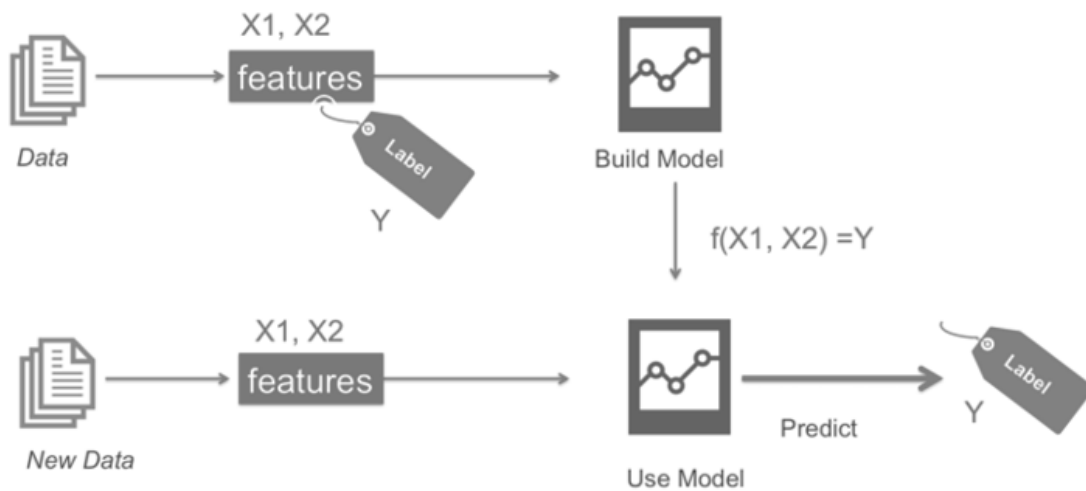 X1, X2
features
Data
Label
Y
Build Model
f(X1, X2) =Y
X1, X2
features
New Data
Use Model
Predict
Label
Y